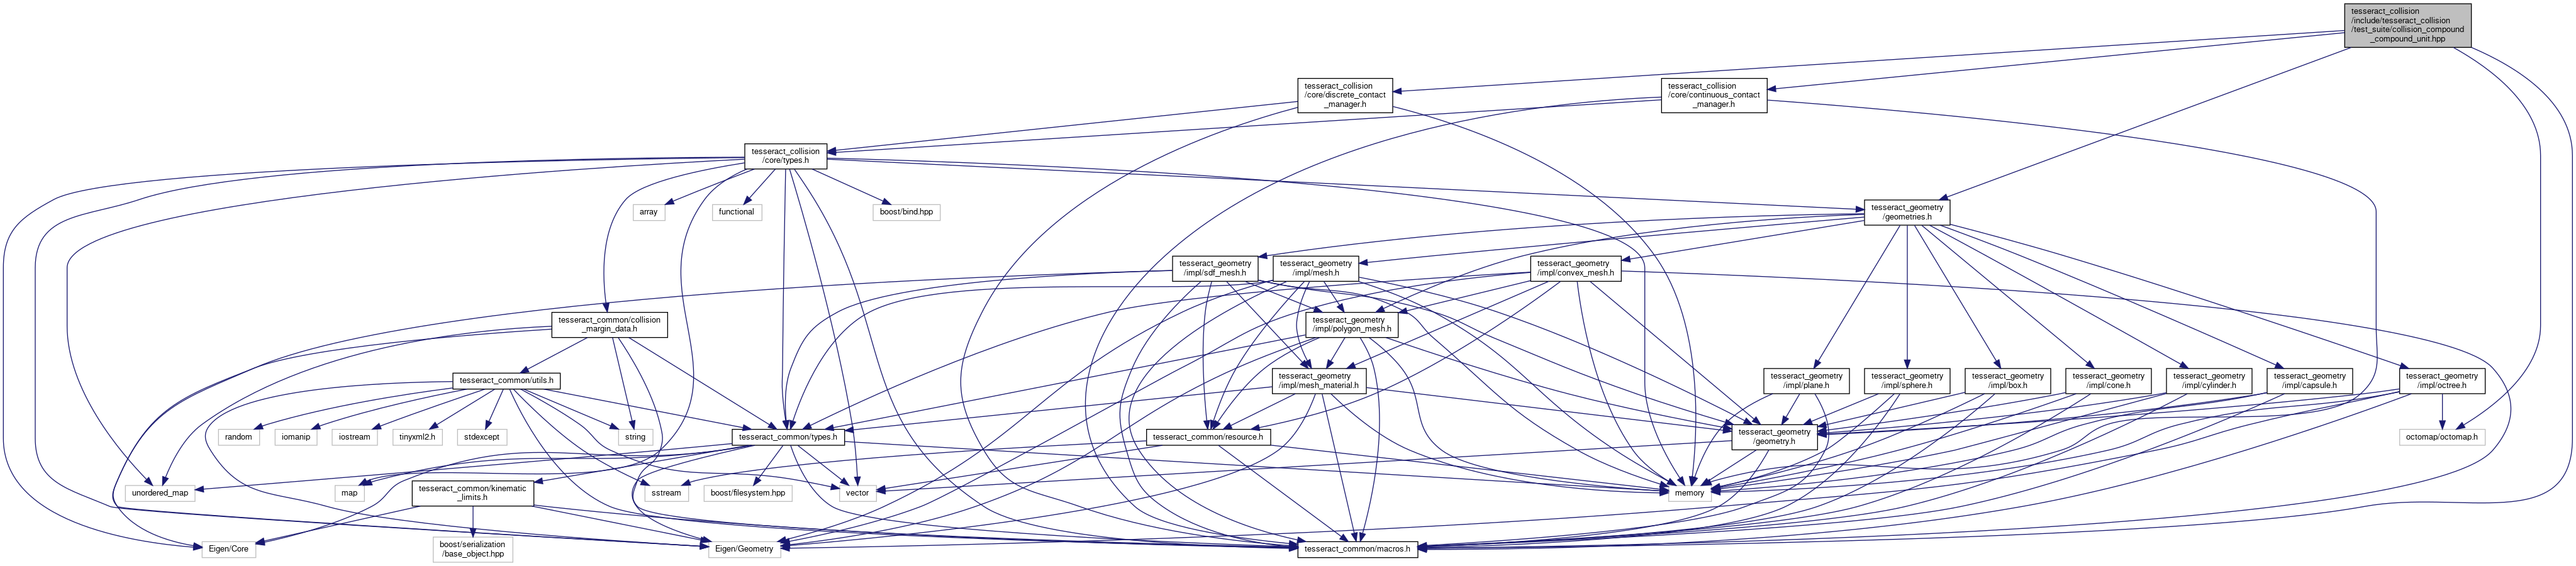 tesseract_collision
/include/tesseract_collision
/test_suite/collision_compound
_compound_unit.hpp
tesseract_collision
/core/discrete_contact
_manager.h
tesseract_collision
/core/continuous_contact
_manager.h
tesseract_collision
/core/types.h
array
functional
boost/bind.hpp
tesseract_geometry
/geometries.h
tesseract_geometry
/impl/sdf_mesh.h
tesseract_geometry
/impl/mesh.h
tesseract_geometry
/impl/convex_mesh.h
tesseract_common/collision
_margin_data.h
tesseract_geometry
/impl/polygon_mesh.h
tesseract_common/utils.h
tesseract_geometry
/impl/mesh_material.h
tesseract_geometry
/impl/plane.h
tesseract_geometry
/impl/sphere.h
tesseract_geometry
/impl/box.h
tesseract_geometry
/impl/cone.h
tesseract_geometry
/impl/cylinder.h
tesseract_geometry
/impl/capsule.h
tesseract_geometry
/impl/octree.h
random
iomanip
iostream
tinyxml2.h
stdexcept
string
tesseract_common/types.h
tesseract_common/resource.h
tesseract_geometry
/geometry.h
octomap/octomap.h
unordered_map
map
tesseract_common/kinematic
_limits.h
sstream
boost/filesystem.hpp
vector
memory
Eigen/Core
boost/serialization
/base_object.hpp
Eigen/Geometry
tesseract_common/macros.h